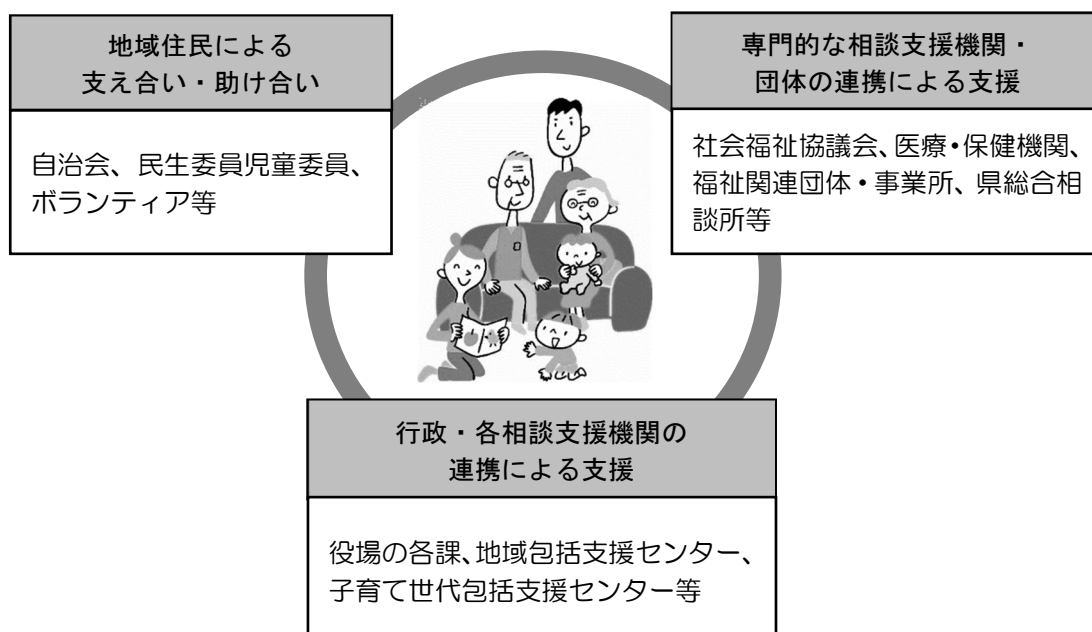 地域住民による
支え合い・助け合い
自治会、民生委員児童委員、
ボランティア等
専門的な相談支援機関・
団体の連携による支援
社会福祉協議会、医療・保健機関、
福祉関連団体・事業所、県総合相
談所等
行政・各相談支援機関の
連携による支援
役場の各課、地域包括支援センター、
子育て世代包括支援センター等